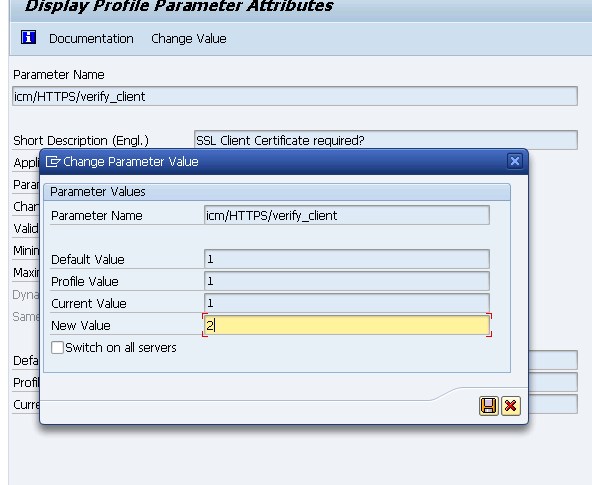 Display Profile Parameter Attributes
Documentation Change Value
Parameter Name
icm/HTTPS/verify_client
Short Description (Engl.) SSL Client Certificate required?
Appli
Paran
Chan
Valid
Minin
Maxir
Dyna
Same
Defa
Profil
Curre
Change Parameter Value
Parameter Values
Parameter Name icm/HTTPS/verify_client
Default Value 1
Profile Value 1
Current Value 1
New Value 2
Switch on all servers